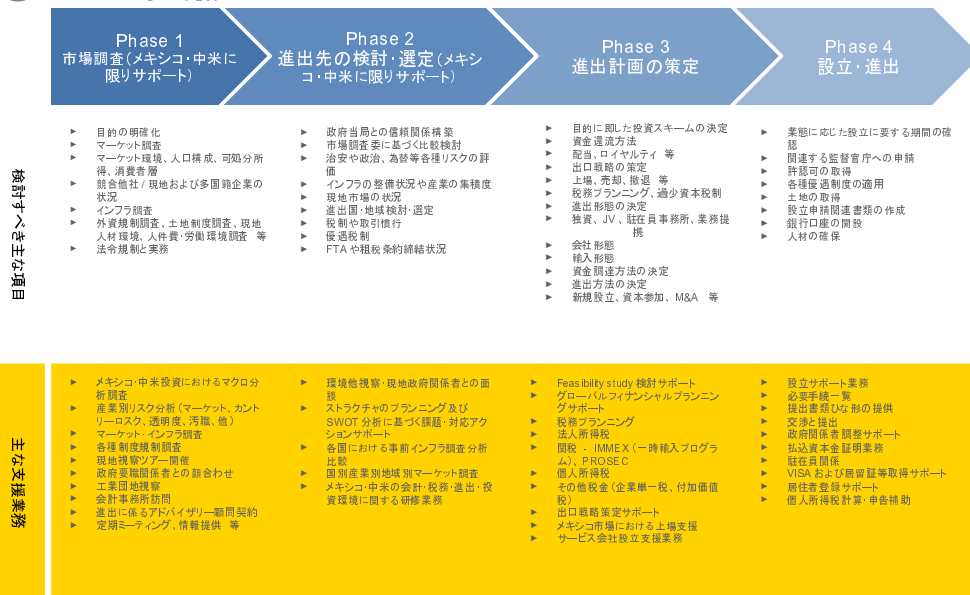 Phase 1
市場調査(メキシコ・中米に
限りサポート)
Phase 2
進出先の検討・選定(メキシ
コ・中米に限りサポート)
Phase 3
進出計画の策定
Phase 4
設立・進出
検討すべき主な項目
► 目的の明確化
► マーケット調査
► マーケット環境、人口構成、可処分所
得、消費者層
► 競合他社/現地および多国籍企業の
状況
► インフラ調査
► 外資規制調査、土地制度調査、現地
人材環境、人件費・労働環境調査 等
► 法令規制と実務
► 政府当局との信頼関係構築
► 市場調査委に基づく比較検討
► 治安や政治、為替等各種リスクの評
価
► インフラの整備状況や産業の集積度
► 現地市場の状況
► 進出国・地域検討・選定
► 税制や取引慣行
► 優遇税制
► FTAや租税条約締結状況
► 目的に即した投資スキームの決定
► 資金還流方法
► 配当、ロイヤルティ 等
► 出口戦略の策定
► 上場、売却、撤退 等
► 税務プランニング、過少資本税制
► 進出形態の決定
► 独資、JV、駐在員事務所、業務提
携
► 会社形態
► 輸入形態
► 資金調達方法の決定
► 進出方法の決定
► 新規設立、資本参加、M&A 等
► 業態に応じた設立に要する期間の確
認
► 関連する監督官庁への申請
► 許認可の取得
► 各種優遇制度の適用
► 土地の取得
► 設立申請関連書類の作成
► 銀行口座の開設
► 人材の確保
主な支援業務
► メキシコ・中米投資におけるマクロ分
析調査
► 産業別リスク分析(マーケット、カント
リーロスク、透明度、汚職、他)
► マーケット・インフラ調査
► 各種制度規制調査
► 現地視察ツアー開催
► 政府要職関係者との顔合わせ
► 工業団地視察
► 会計事務所訪問
► 進出に係るアドバイザリー顧問契約
► 定期ミーティング、情報提供 等
► 環境他視察・現地政府関係者との面
談
► ストラクチャのプランニング及び
SWOT分析に基づく課題・対応アク
ションサポート
► 各国における事前インフラ調査分析
比較
► 国別産業別地域別マーケット調査
► メキシコ・中米の会計・税務・進出・投
資環境に関する研修業務
► Feasibility study 検討サポート
► グローバルフィナンシャルプランニン
グサポート
► 税務プランニング
► 法人所得税
► 関税 - IMMEX(一時輸入プログラ
ム)、PROSEC
► 個人所得税
► その他税金(企業単一税、付加価値
税)
► 出口戦略策定サポート
► メキシコ市場における上場支援
► サービス会社設立支援業務
► 設立サポート業務
► 必要手続一覧
► 提出書類ひな形の提供
► 交渉と提出
► 政府関係者調整サポート
► 払込資本金証明業務
► 駐在員関係
► VISAおよび居留証等取得サポート
► 居住者登録サポート
► 個人所得税計算・申告補助